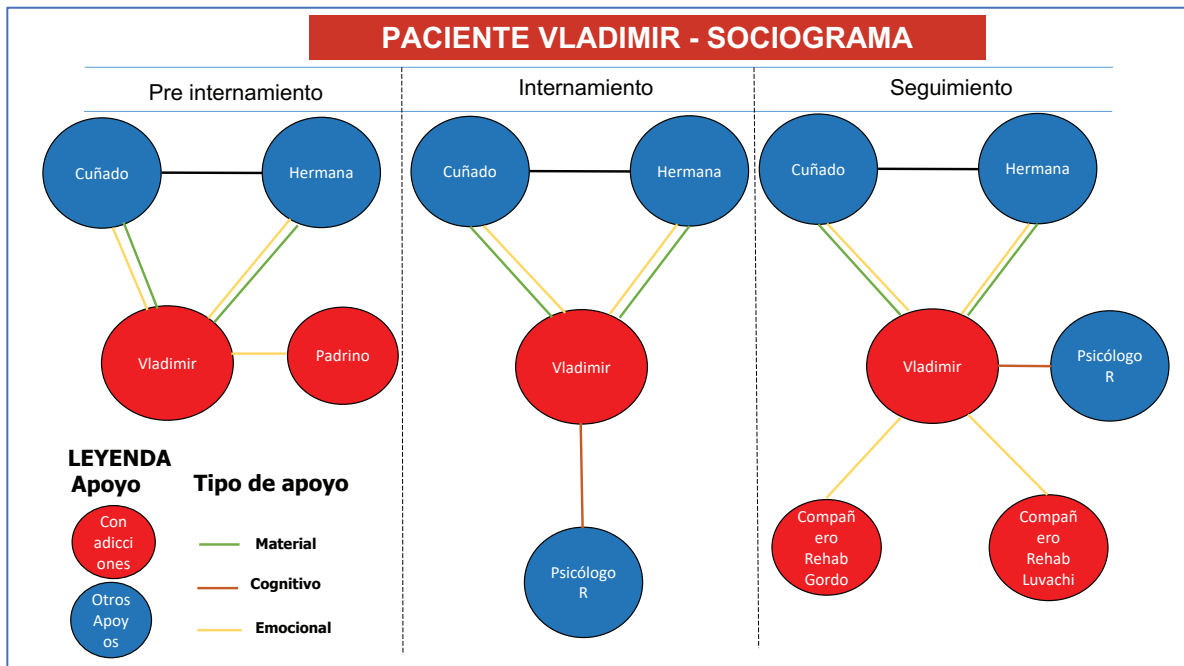 PACIENTE VLADIMIR - SOCIOGRAMA
Pre internamiento
Internamiento
Seguimiento
Cuñado
Hermana
Vladimir
Padrino
Cuñado
Hermana
Vladimir
Psicólogo
R
Cuñado
Hermana
Vladimir
Psicólogo
R
Compañ
ero
Rehab
Gordo
Compañ
ero
Rehab
Luvachi
LEYENDA
Apoyo
Tipo de apoyo
Con
adicci
ones
Otros
Apoy
os
Material
Cognitivo
Emocional